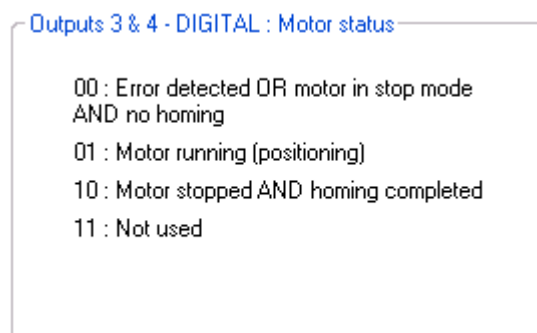 Outputs 3 & 4 - DIGITAL : Motor status
00 : Error detected OR motor in stop mode
AND no homing
01 : Motor running (positioning)
10 : Motor stopped AND homing completed
11 : Not used